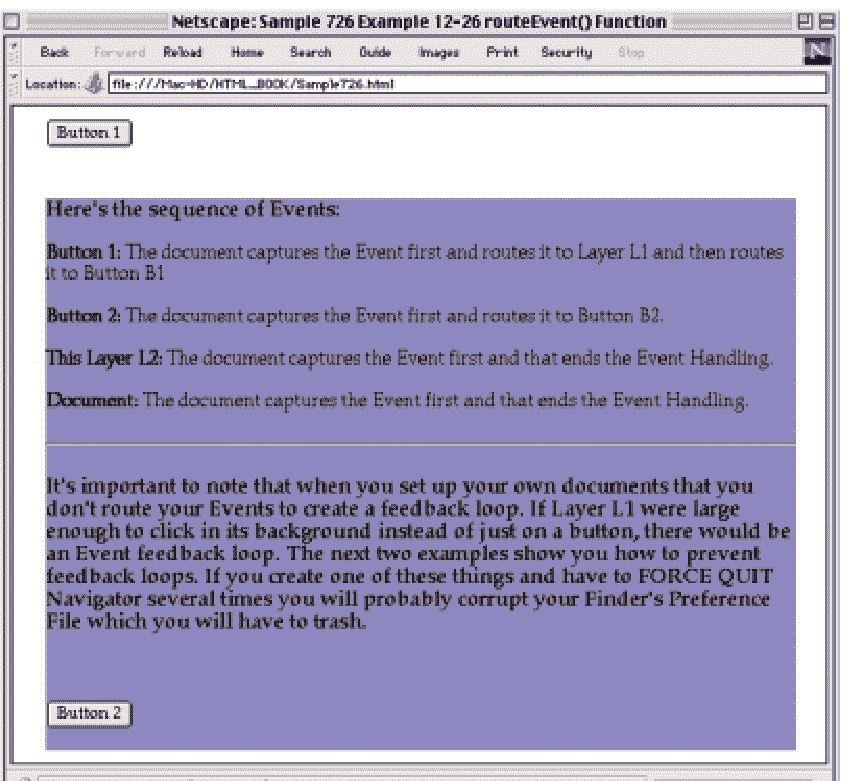 Netscape: Sample 726 Example 12-26 routeEvent() Function
Back Forward Reload Home Search Guide Images Print Security Stop
N
Location: file:///Mac-HD/HTML_BOOK/Sample726.html
Button 1
Here's the sequence of Events:
Button 1: The document captures the Event first and routes it to Layer L1 and then routes
it to Button B1
Button 2: The document captures the Event first and routes it to Button B2.
This Layer L2: The document captures the Event first and that ends the Event Handling.
Document: The document captures the Event first and that ends the Event Handling.
It's important to note that when you set up your own documents that you
don't route your Events to create a feedback loop. If Layer L1 were large
enough to click in its background instead of just on a button, there would be
an Event feedback loop. The next two examples show you how to prevent
feedback loops. If you create one of these things and have to FORCE QUIT
Navigator several times you will probably corrupt your Finder's Preference
File which you will have to trash.
Button 2